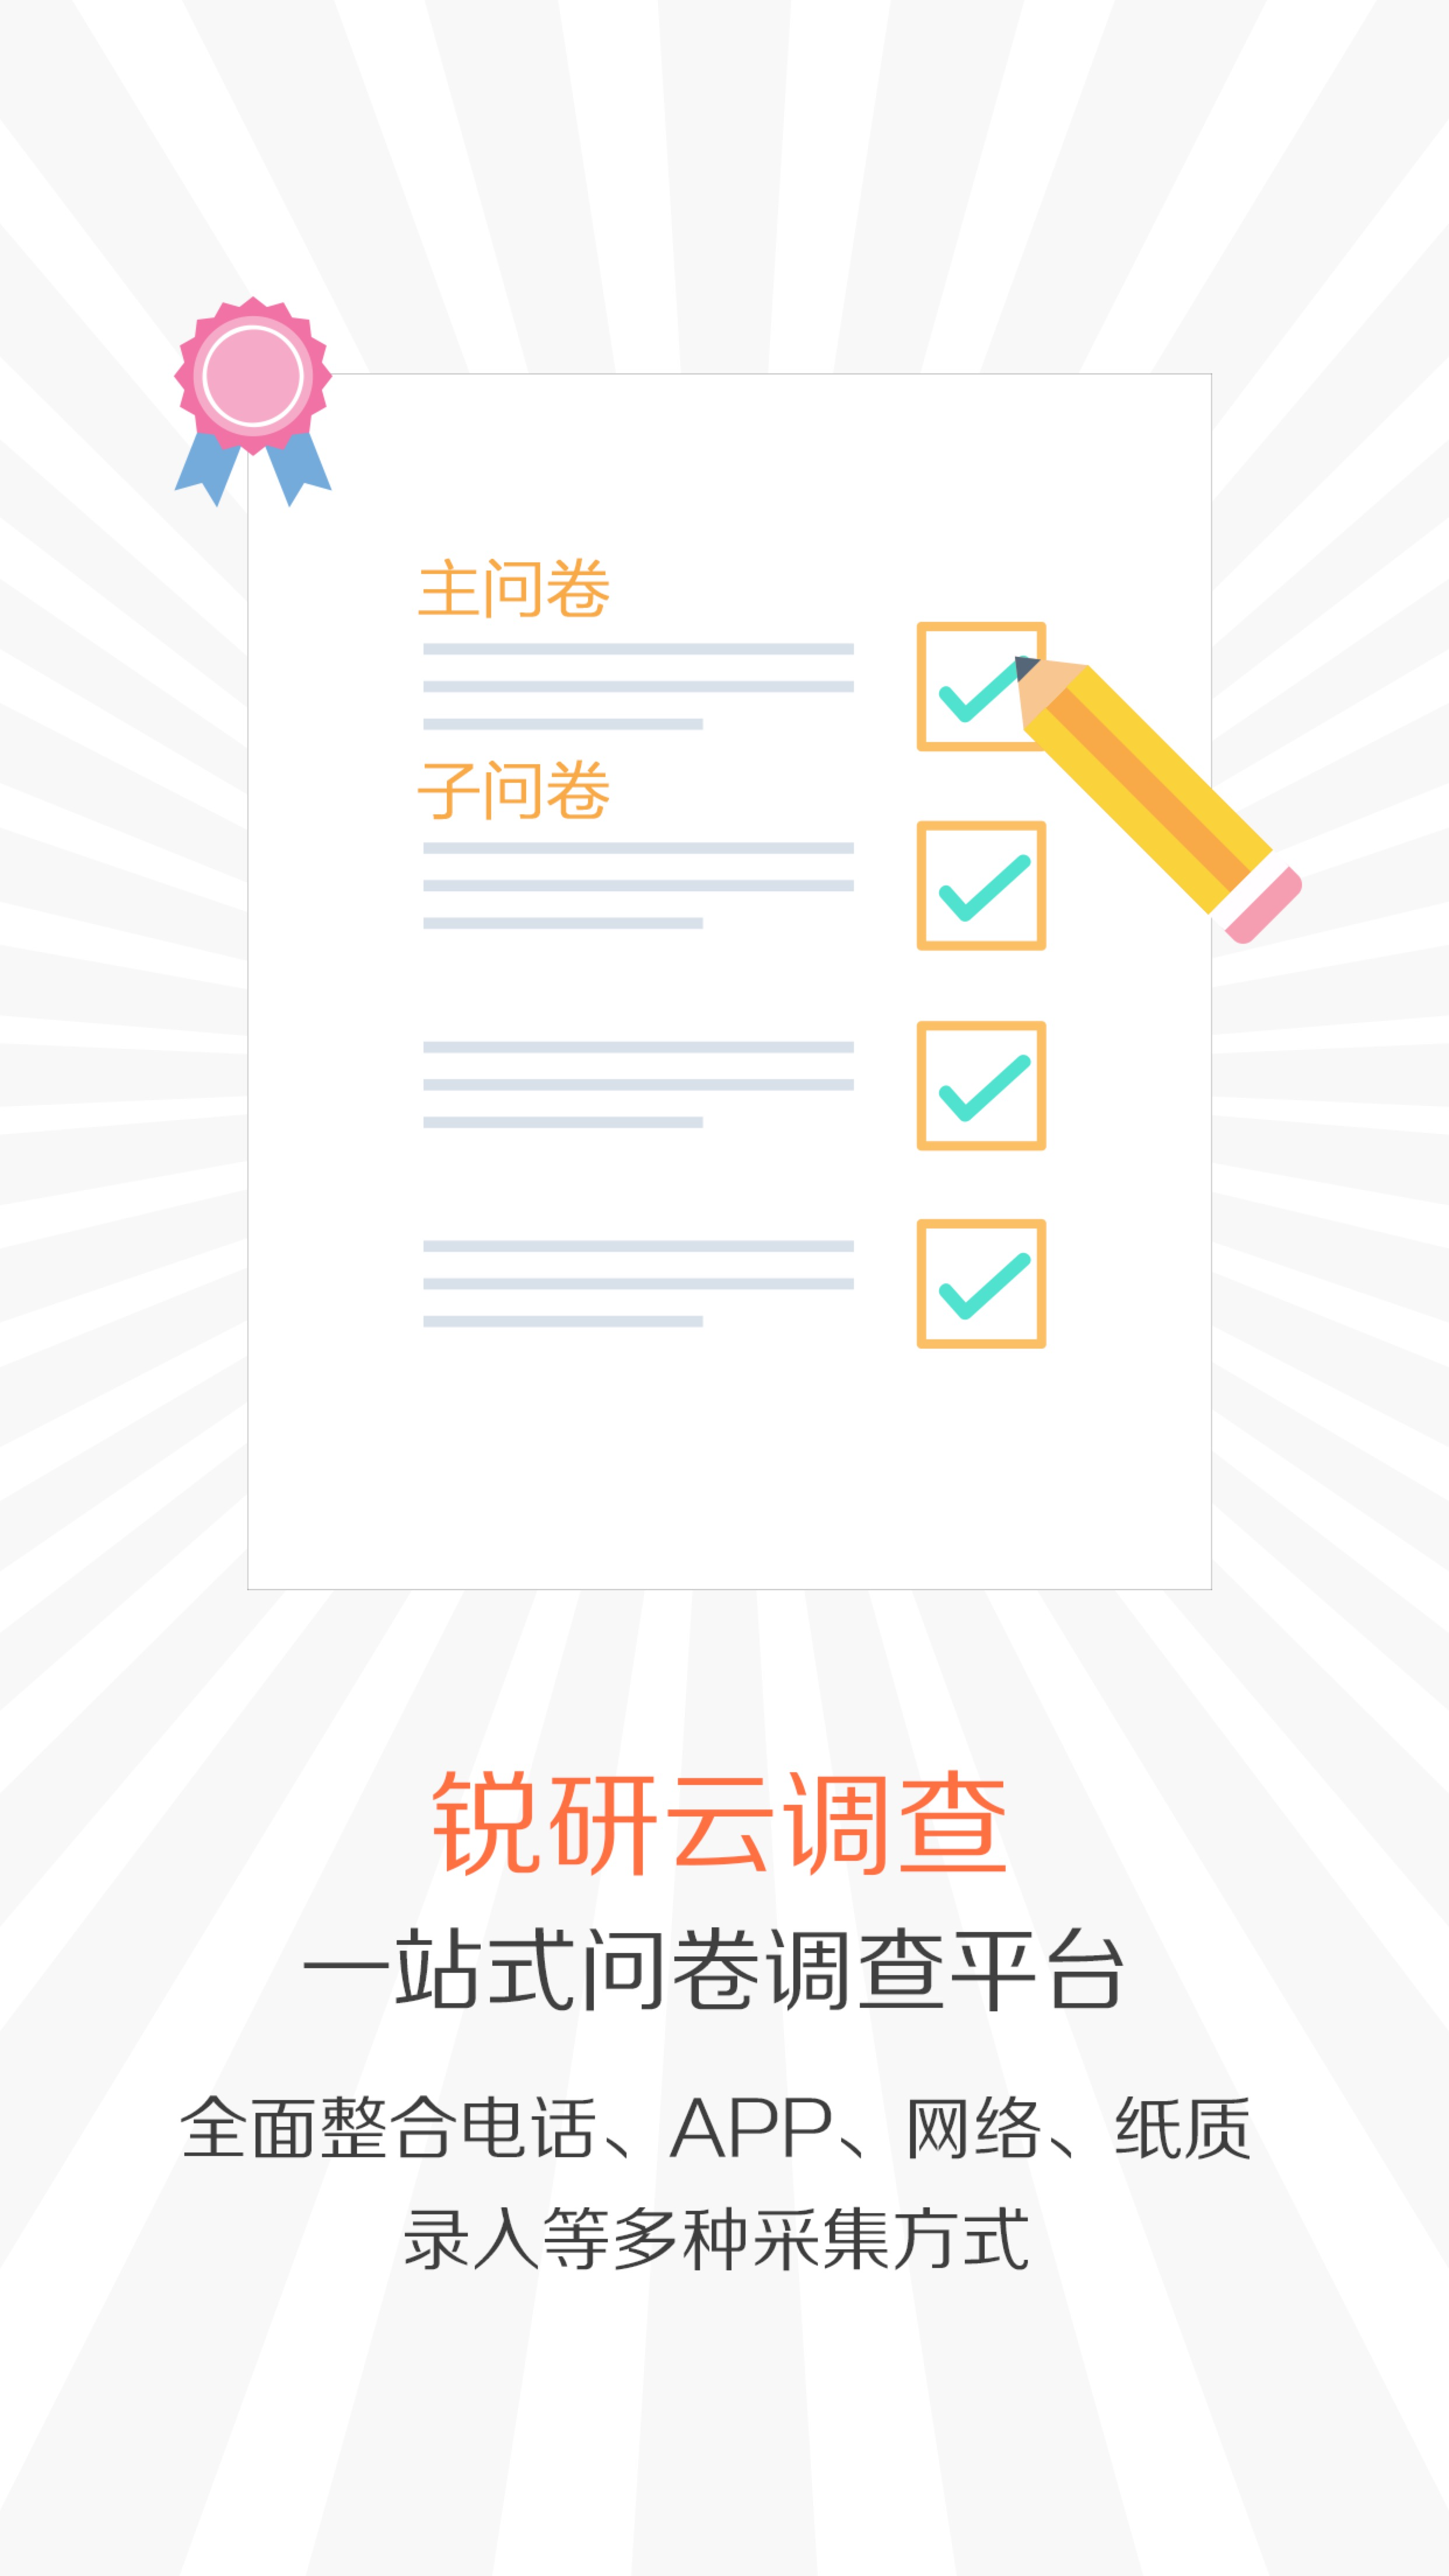 主问卷
子问卷
锐研云调查
一站式问卷调查平台
全面整合电话、APP、网络、纸质
录入等多种采集方式